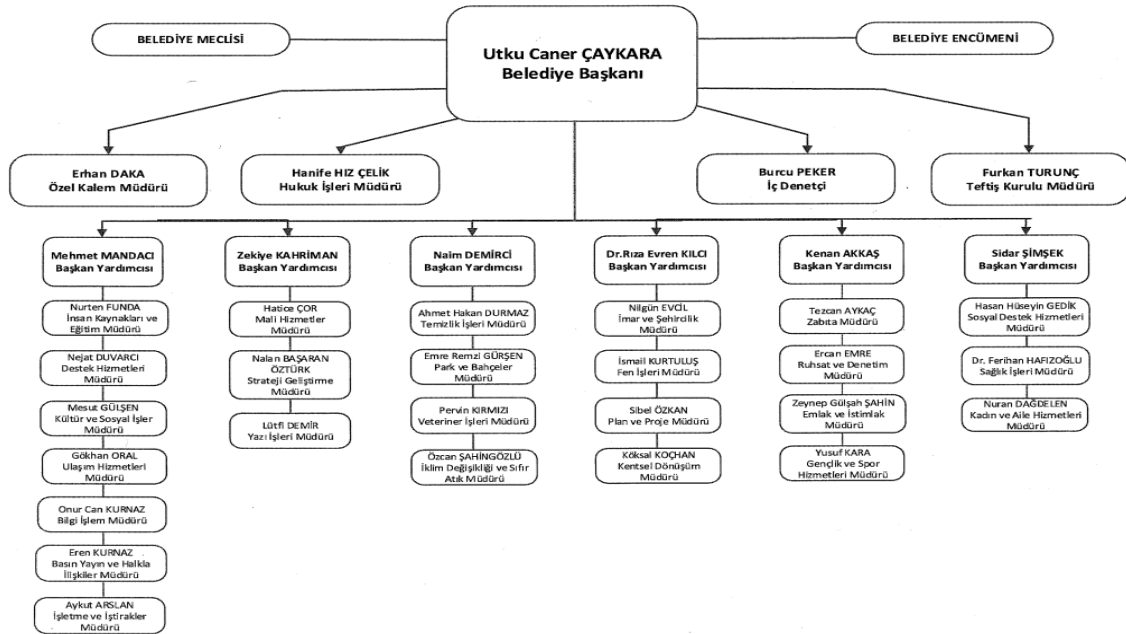 BELEDİYE MECLİSİ
Utku Caner ÇAYKARA
Belediye Başkanı
BELEDİYE ENCÜMENİ
Erhan DAKA
Özel Kalem Müdürü
Hanife HIZ ÇELİK
Hukuk İşleri Müdürü
Burcu PEKER
İç Denetçi
Furkan TURUNÇ
Teftiş Kurulu Müdürü
Mehmet MANDACI
Başkan Yardımcısı
Nurten FUNDA
İnsan Kaynakları ve
Eğitim Müdürü
Nejat DUVARCI
Destek Hizmetleri
Müdürü
Mesut GÜLŞEN
Kültür ve Sosyal İşler
Müdürü
Gökhan ORAL
Ulaşım Hizmetleri
Müdürü
Onur Can KURNAZ
Bilgi İşlem Müdürü
Eren KURNAZ
Basın Yayın ve Halkla
İlişkiler Müdürü
Aykut ARSLAN
İşletme ve İştirakler
Müdürü
Zekiye KAHRİMAN
Başkan Yardımcısı
Hatice ÇOR
Mali Hizmetler
Müdürü
Nalan BAŞARAN
ÖZTÜRK
Strateji Geliştirme
Müdürü
Lütfi DEMİR
Yazı İşleri Müdürü
Naim DEMİRCİ
Başkan Yardımcısı
Ahmet Hakan DURMAZ
Temizlik İşleri Müdürü
Emre Remzi GÜRŞEN
Park ve Bahçeler
Müdürü
Pervin KIRMIZI
Veteriner İşleri Müdürü
Özcan ŞAHİNGÖZLÜ
İklim Değişikliği ve Sıfır
Atık Müdürü
Dr.Rıza Evren KILCI
Başkan Yardımcısı
Nilgün EVCİL
İmar ve Şehircilik
Müdürü
İsmail KURTULUŞ
Fen İşleri Müdürü
Sibel ÖZKAN
Plan ve Proje Müdürü
Köksal KOÇHAN
Kentsel Dönüşüm
Müdürü
Kenan AKKAŞ
Başkan Yardımcısı
Tezcan AYKAÇ
Zabıta Müdürü
Ercan EMRE
Ruhsat ve Denetim
Müdürü
Zeynep Gülşah ŞAHİN
Emlak ve İstimlak
Müdürü
Yusuf KARA
Gençlik ve Spor
Hizmetleri Müdürü
Sidar ŞİMŞEK
Başkan Yardımcısı
Hasan Hüseyin GEDİK
Sosyal Destek Hizmetleri
Müdürü
Dr. Ferihan HAFIZOĞLU
Sağlık İşleri Müdürü
Nuran DAĞDELEN
Kadın ve Aile Hizmetleri
Müdürü